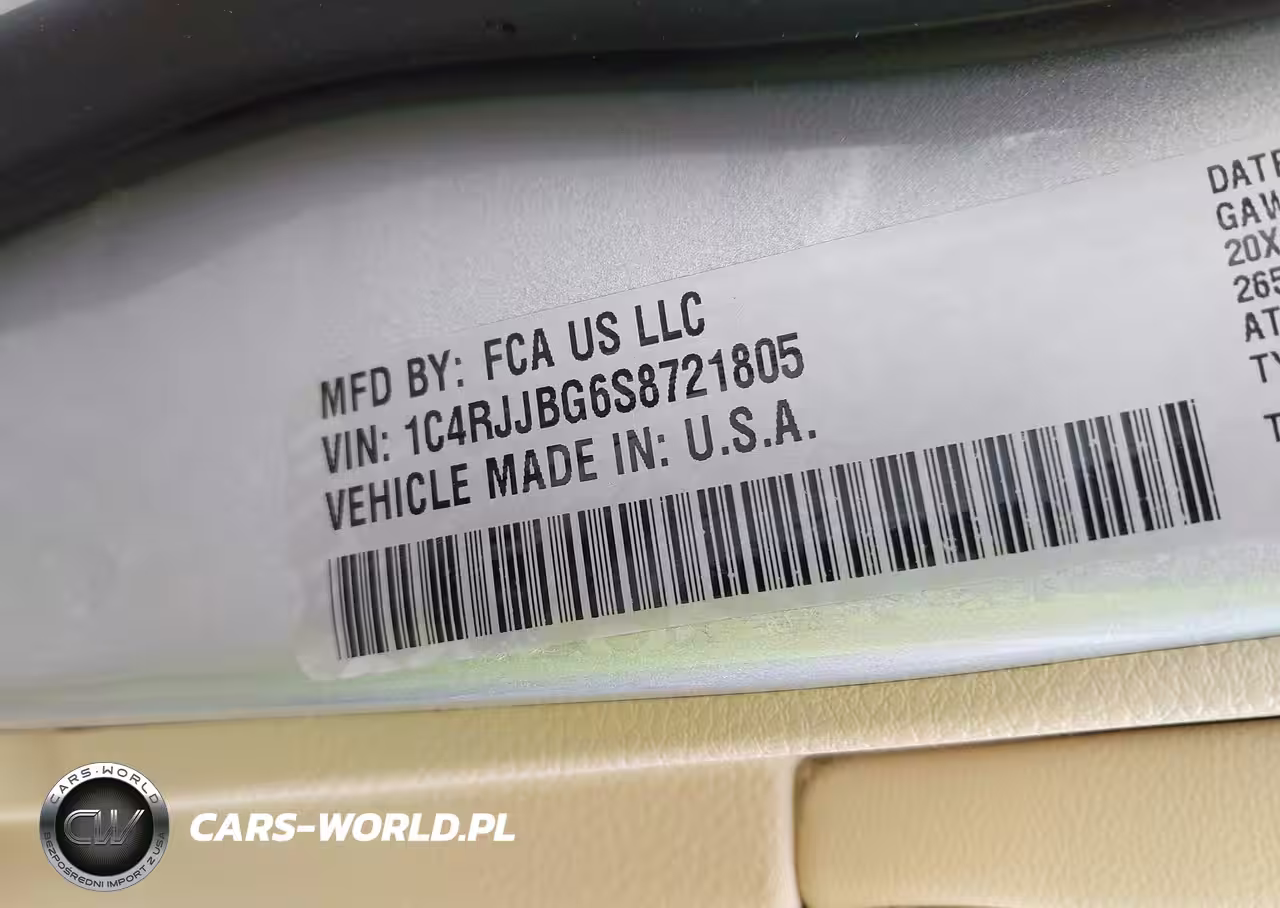 MFD BY: FCA US LLC
VIN: 1C4RJJBG6S8721805
VEHICLE MADE IN: U.S.A.
DATE
GAW
20X
265
AT
TY
T
CARS-WORLD
CW
BEZPOŚREDNI IMPORT Z USA
CARS-WORLD.PL